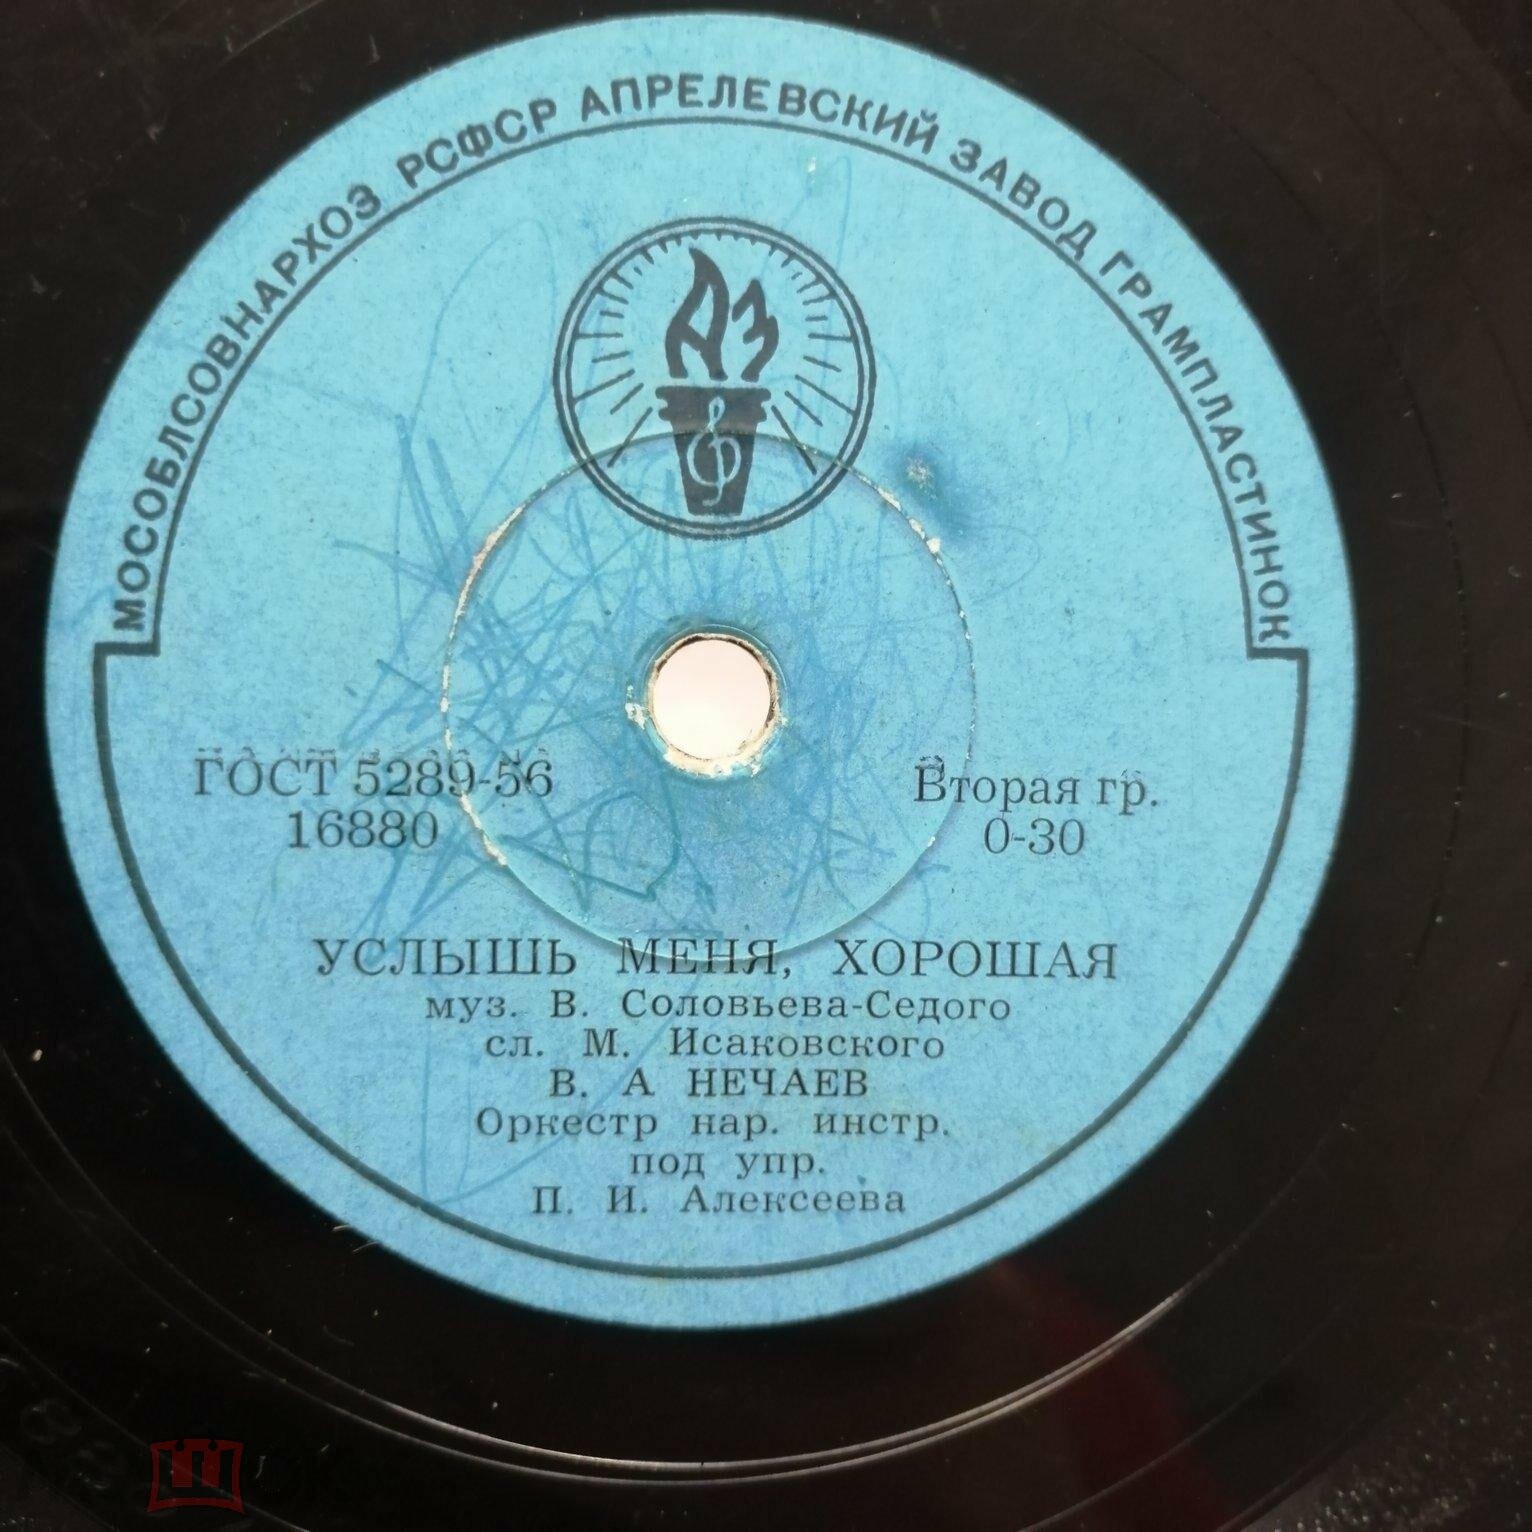 МОСОБЛСОВНАРХОЗ РСФСР АПРЕЛЕВСКИЙ ЗАВОД ГРАМПЛАСТИНОК
АЗ
ГОСТ 5289-56
16880
Вторая гр.
0-30
УСЛЫШЬ МЕНЯ, ХОРОШАЯ
муз. В. Соловьева-Седого
сл. М. Исаковского
В. А НЕЧАЕВ
Оркестр нар. инстр.
под упр.
П. И. Алексеева